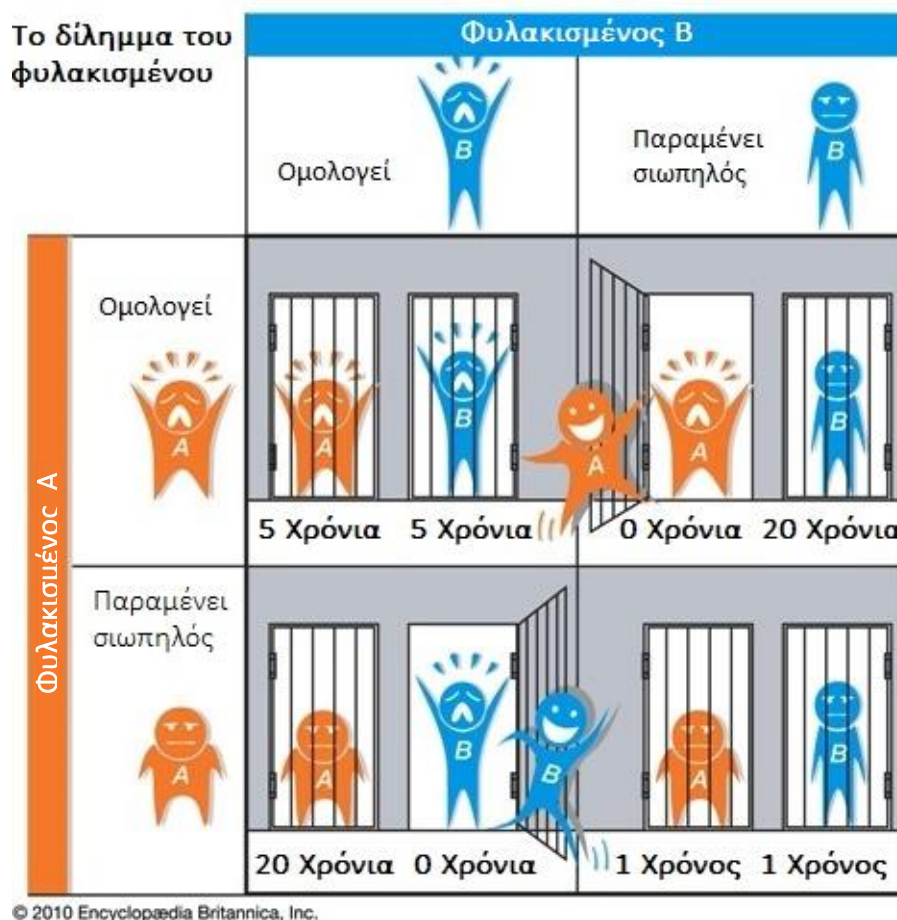 Το δίλημμα του
φυλακισμένου
Φυλακισμένος Β
Ομολογεί
B
Παραμένει
σιωπηλός
B
Φυλακισμένος Α
Ομολογεί
A
A
B
A
A
B
5 Χρόνια
5 Χρόνια
0 Χρόνια
20 Χρόνια
Παραμένει
σιωπηλός
A
A
B
B
A
B
20 Χρόνια
0 Χρόνια
1 Χρόνος
1 Χρόνος
© 2010 Encyclopædia Britannica, Inc.